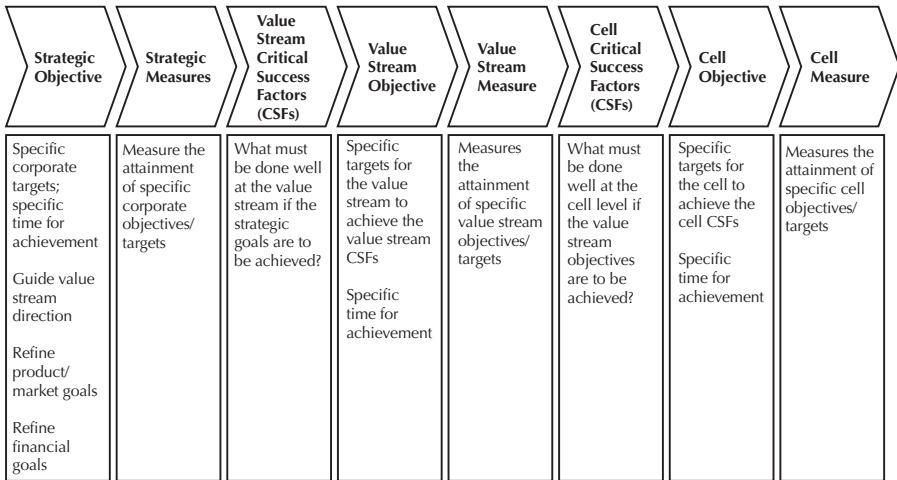 Strategic
Objective
Strategic
Measures
Value
Stream
Critical
Success
Factors
(CSFs)
Value
Stream
Objective
Value
Stream
Measure
Cell
Critical
Success
Factors
(CSFs)
Cell
Objective
Cell
Measure
Specific
corporate
targets;
specific
time for
achievement
Guide value
stream
direction
Refine
product/
market goals
Refine
financial
goals
Measure the
attainment
of specific
corporate
objectives/
targets
What must
be done well
at the value
stream if the
strategic
goals are to
be achieved?
Specific
targets for
the value
stream to
achieve the
value stream
CSFs
Specific
time for
achievement
Measures
the
attainment
of specific
value stream
objectives/
targets
What must
be done
well at the
cell level if
the value
stream
objectives
are to be
achieved?
Specific
targets for
the cell to
achieve the
cell CSFs
Specific
time for
achievement
Measures the
attainment of
specific cell
objectives/
targets